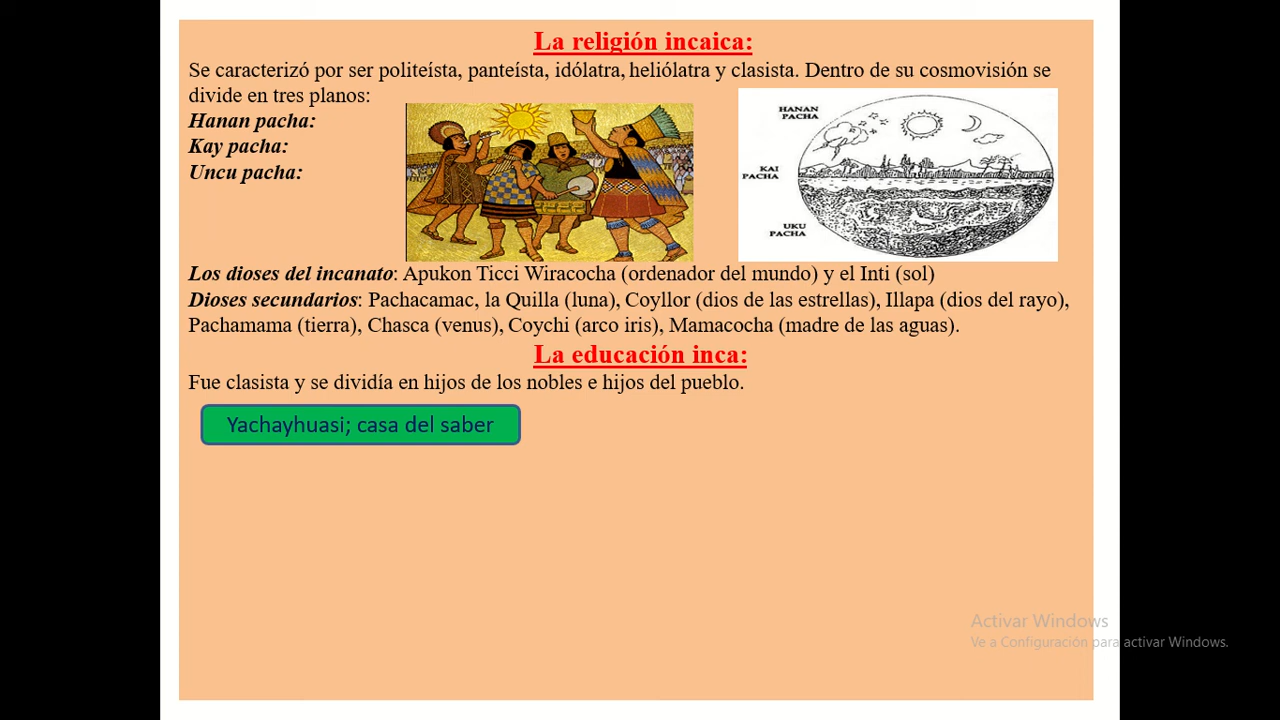 La religión incaica:
Se caracterizó por ser politeísta, panteísta, idólatra, heliólatra y clasista. Dentro de su cosmovisión se
divide en tres planos:
Hanan pacha:
Kay pacha:
Uncu pacha:
HANAN
PACHA
KAI
PACHA
UKU
PACHA
Los dioses del incanato: Apukon Ticci Wiracocha (ordenador del mundo) y el Inti (sol)
Dioses secundarios: Pachacamac, la Quilla (luna), Coyllor (dios de las estrellas), Illapa (dios del rayo),
Pachamama (tierra), Chasca (venus), Coychi (arco iris), Mamacocha (madre de las aguas).
La educación inca:
Fue clasista y se dividía en hijos de los nobles e hijos del pueblo.
Yachayhuasi; casa del saber
Activar Windows
Ve a Configuración para activar Windows.